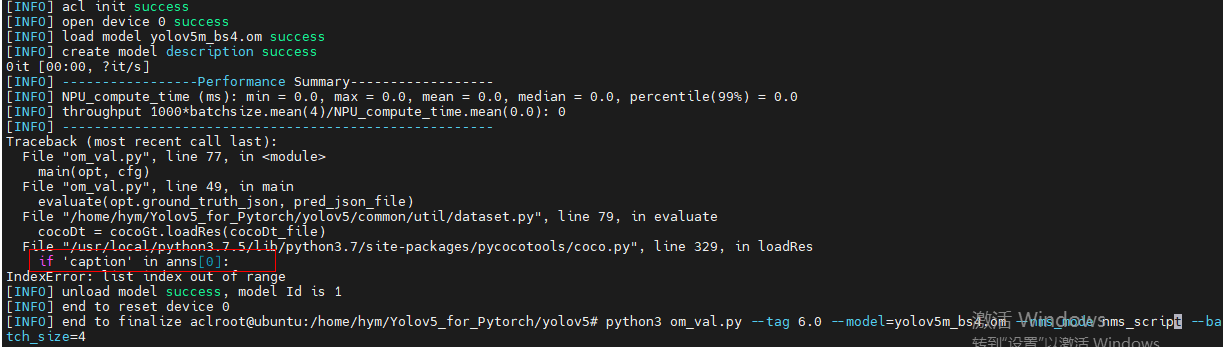 [INFO] acl init success
[INFO] open device 0 success
[INFO] load model yolov5m_bs4.om success
[INFO] create model description success
0it [00:00, ?it/s]
[INFO] -----------------Performance Summary------------------
[INFO] NPU_compute_time (ms): min = 0.0, max = 0.0, mean = 0.0, median = 0.0, percentile(99%) = 0.0
[INFO] throughput 1000*batchsize.mean(4)/NPU_compute_time.mean(0.0): 0
[INFO] ------------------------------------------------------
Traceback (most recent call last):
  File "om_val.py", line 77, in <module>
    main(opt, cfg)
  File "om_val.py", line 49, in main
    evaluate(opt.ground_truth_json, pred_json_file)
  File "/home/hym/Yolov5_for_Pytorch/yolov5/common/util/dataset.py", line 79, in evaluate
    cocoDt = cocoGt.loadRes(cocoDt_file)
  File "/usr/local/python3.7.5/lib/python3.7/site-packages/pycocotools/coco.py", line 329, in loadRes
    if 'caption' in anns[0]:
IndexError: list index out of range
[INFO] unload model success, model Id is 1
[INFO] end to reset device 0
[INFO] end to finalize aclroot@ubuntu:/home/hym/Yolov5_for_Pytorch/yolov5# python3 om_val.py --tag 6.0 --model=yolov5m_bs4.om nms_script --ba
tch_size=4
激活 Windows
转到"设置"以激活 Windows